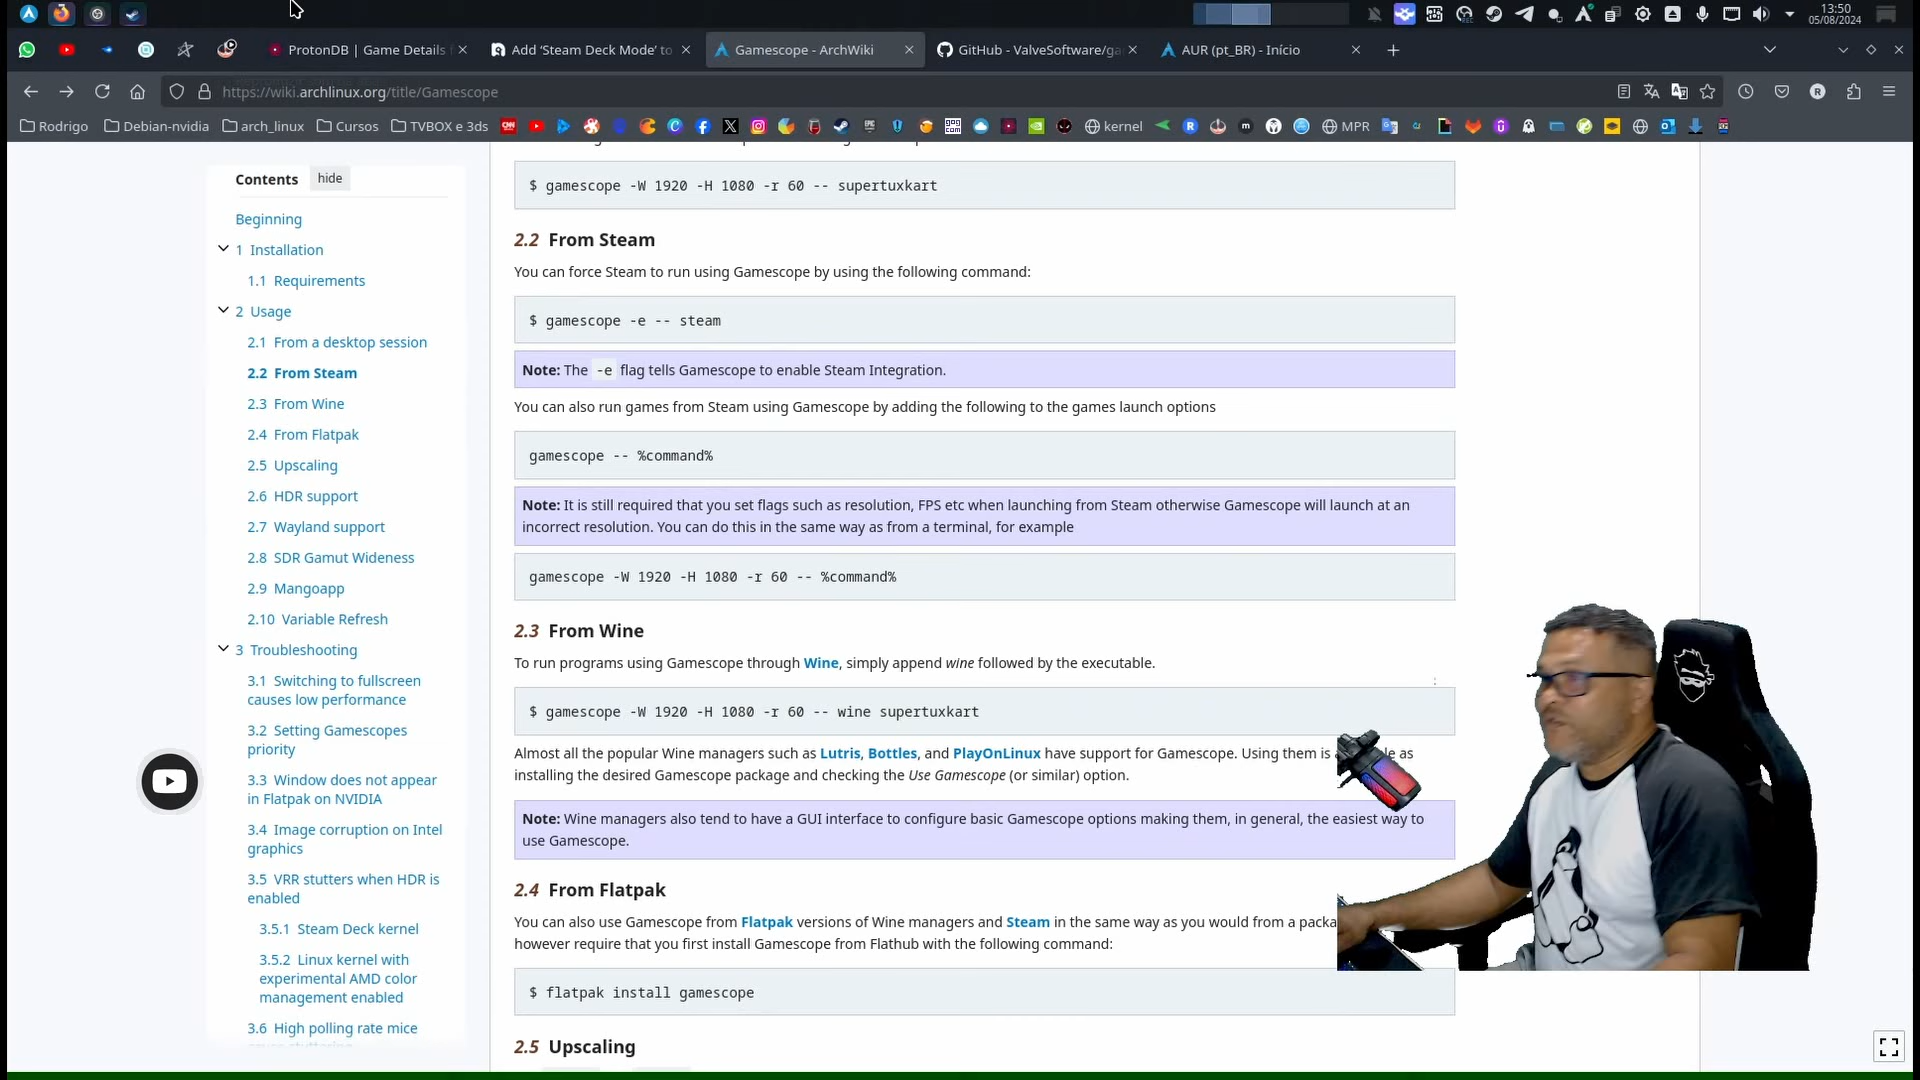 13:50
05/08/2024
ProtonDB | Game Details f
Add 'Steam Deck Mode' to
Gamescope - ArchWiki
GitHub - ValveSoftware/ga
AUR (pt_BR) - Início
https://wiki.archlinux.org/title/Gamescope
Rodrigo
Debian-nvidia
arch_linux
Cursos
TVBOX e 3ds
kernel
MPR
Contents
hide
Beginning
1 Installation
1.1 Requirements
2 Usage
2.1 From a desktop session
2.2 From Steam
2.3 From Wine
2.4 From Flatpak
2.5 Upscaling
2.6 HDR support
2.7 Wayland support
2.8 SDR Gamut Wideness
2.9 Mangoapp
2.10 Variable Refresh
3 Troubleshooting
3.1 Switching to fullscreen
causes low performance
3.2 Setting Gamescopes
priority
3.3 Window does not appear
in Flatpak on NVIDIA
3.4 Image corruption on Intel
graphics
3.5 VRR stutters when HDR is
enabled
3.5.1 Steam Deck kernel
3.5.2 Linux kernel with
experimental AMD color
management enabled
3.6 High polling rate mice
$ gamescope -W 1920 -H 1080 -r 60 -- supertuxkart
2.2 From Steam
You can force Steam to run using Gamescope by using the following command:
$ gamescope -e -- steam
Note: The -e flag tells Gamescope to enable Steam Integration.
You can also run games from Steam using Gamescope by adding the following to the games launch options
gamescope -- %command%
Note: It is still required that you set flags such as resolution, FPS etc when launching from Steam otherwise Gamescope will launch at an
incorrect resolution. You can do this in the same way as from a terminal, for example
gamescope -W 1920 -H 1080 -r 60 -- %command%
2.3 From Wine
To run programs using Gamescope through Wine, simply append wine followed by the executable.
$ gamescope -W 1920 -H 1080 -r 60 -- wine supertuxkart
Almost all the popular Wine managers such as Lutris, Bottles, and PlayOnLinux have support for Gamescope. Using them is as
installing the desired Gamescope package and checking the Use Gamescope (or similar) option.
Note: Wine managers also tend to have a GUI interface to configure basic Gamescope options making them, in general, the easiest way to
use Gamescope.
2.4 From Flatpak
You can also use Gamescope from Flatpak versions of Wine managers and Steam in the same way as you would from a packa
however require that you first install Gamescope from Flathub with the following command:
$ flatpak install gamescope
2.5 Upscaling